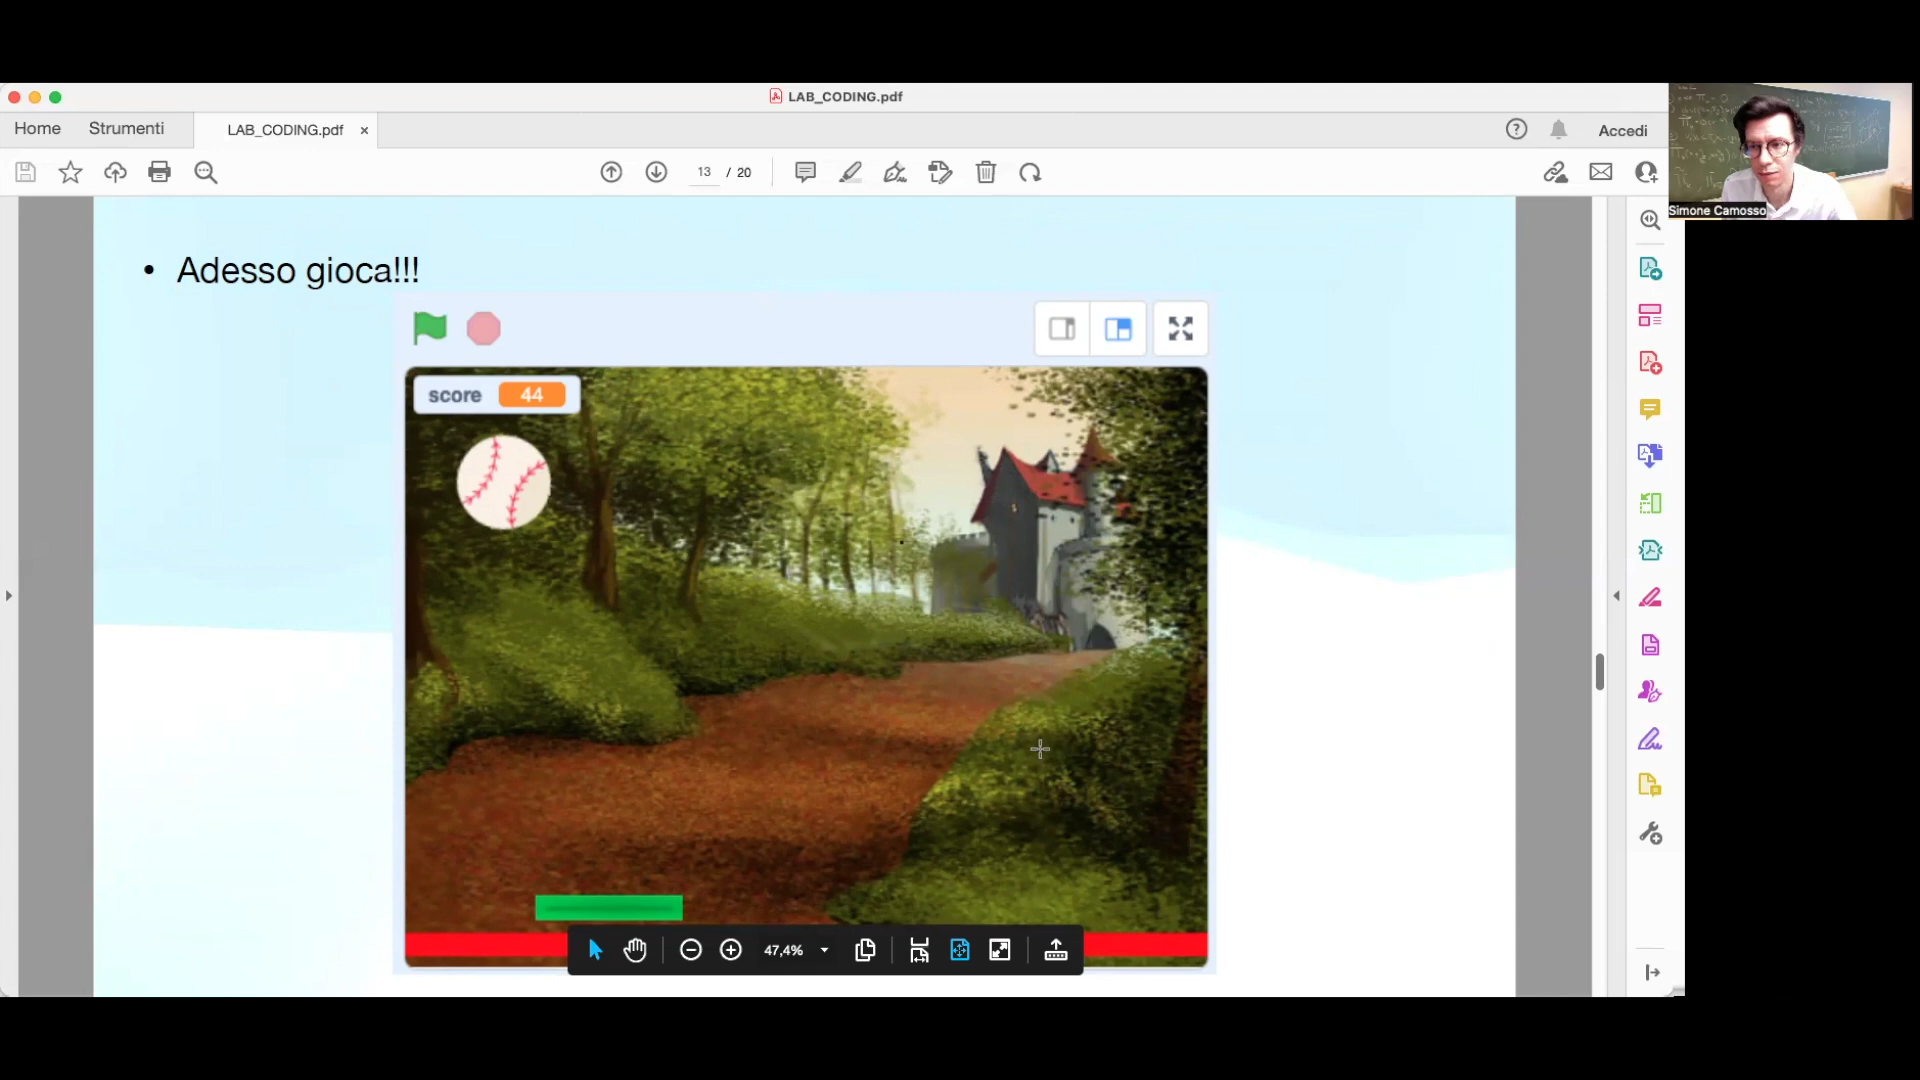 LAB_CODING.pdf
Home Strumenti LAB_CODING.pdf × Accedi
13 / 20
Simone Camosso
• Adesso gioca!!!
score 44
47,4%